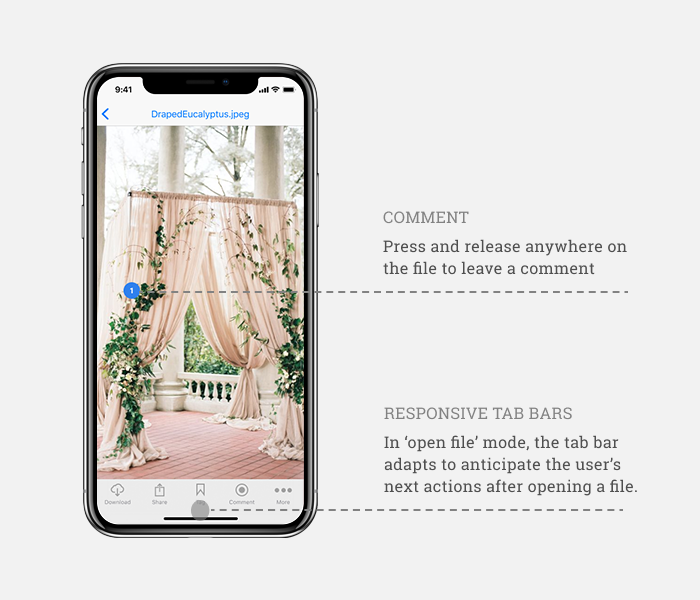 9:41
DrapedEucalyptus.jpeg
COMMENT
Press and release anywhere on
the file to leave a comment
1
RESPONSIVE TAB BARS
In ‘open file’ mode, the tab bar
adapts to anticipate the user’s
next actions after opening a file.
Download
Share
Comment
More